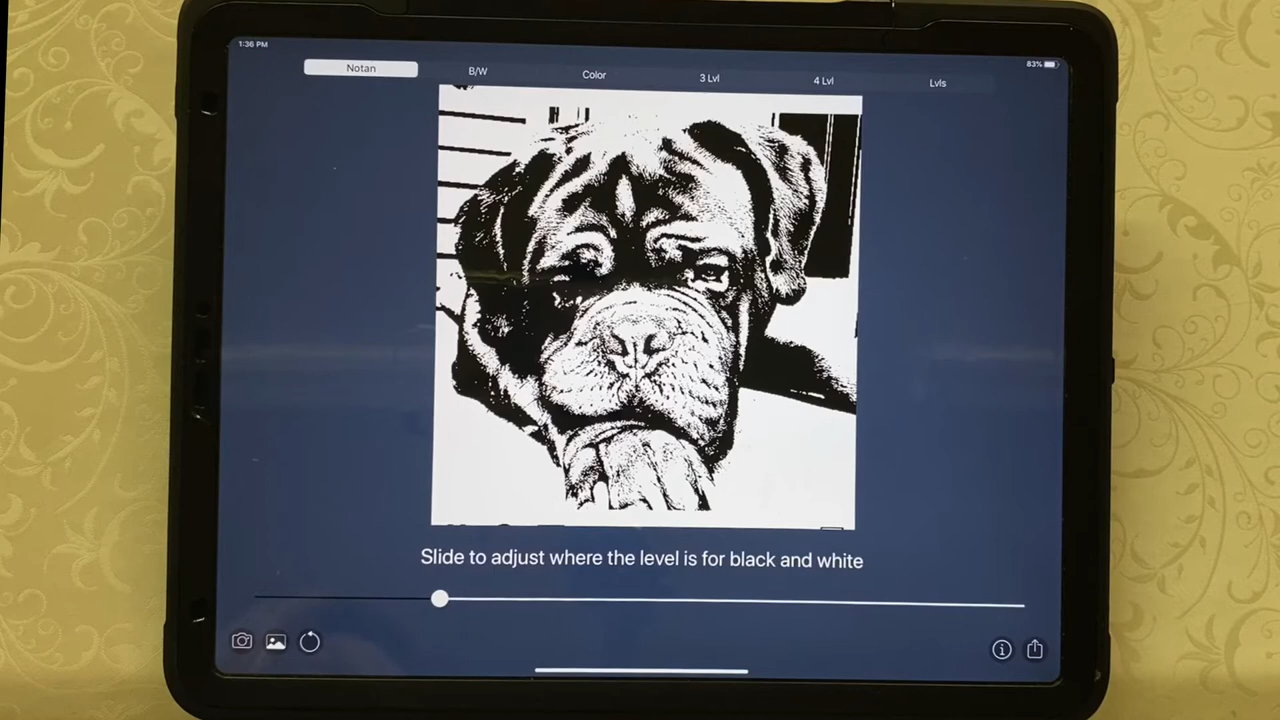 1:36 PM
83%
Notan B/W Color 3 Lvl 4 Lvl Lvls
Slide to adjust where the level is for black and white